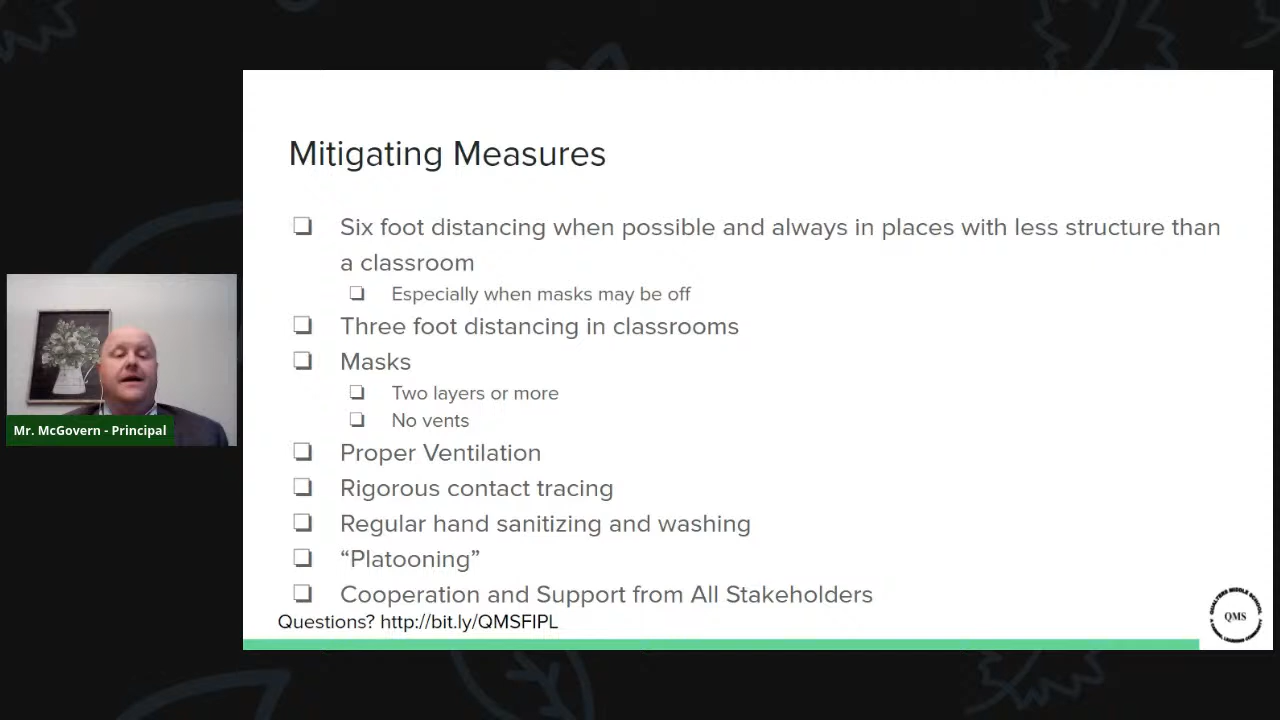 Mitigating Measures
Six foot distancing when possible and always in places with less structure than
a classroom
Especially when masks may be off
Three foot distancing in classrooms
Masks
Two layers or more
No vents
Proper Ventilation
Rigorous contact tracing
Regular hand sanitizing and washing
“Platooning”
Cooperation and Support from All Stakeholders
Questions? http://bit.ly/QMSFIPL
Mr. McGovern - Principal
QMS